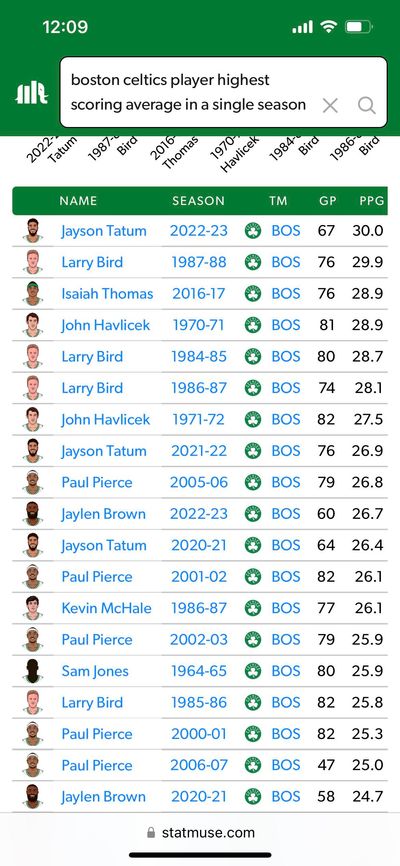 12:09
boston celtics player highest
scoring average in a single season
2022-
Tatum
1987-
Bird
2016-
Thomas
1970-
Havlicek
1984-
Bird
1986-
Bird
NAME SEASON TM GP PPG
Jayson Tatum 2022-23 BOS 67 30.0
Larry Bird 1987-88 BOS 76 29.9
Isaiah Thomas 2016-17 BOS 76 28.9
John Havlicek 1970-71 BOS 81 28.9
Larry Bird 1984-85 BOS 80 28.7
Larry Bird 1986-87 BOS 74 28.1
John Havlicek 1971-72 BOS 82 27.5
Jayson Tatum 2021-22 BOS 76 26.9
Paul Pierce 2005-06 BOS 79 26.8
Jaylen Brown 2022-23 BOS 60 26.7
Jayson Tatum 2020-21 BOS 64 26.4
Paul Pierce 2001-02 BOS 82 26.1
Kevin McHale 1986-87 BOS 77 26.1
Paul Pierce 2002-03 BOS 79 25.9
Sam Jones 1964-65 BOS 80 25.9
Larry Bird 1985-86 BOS 82 25.8
Paul Pierce 2000-01 BOS 82 25.3
Paul Pierce 2006-07 BOS 47 25.0
Jaylen Brown 2020-21 BOS 58 24.7
statmuse.com